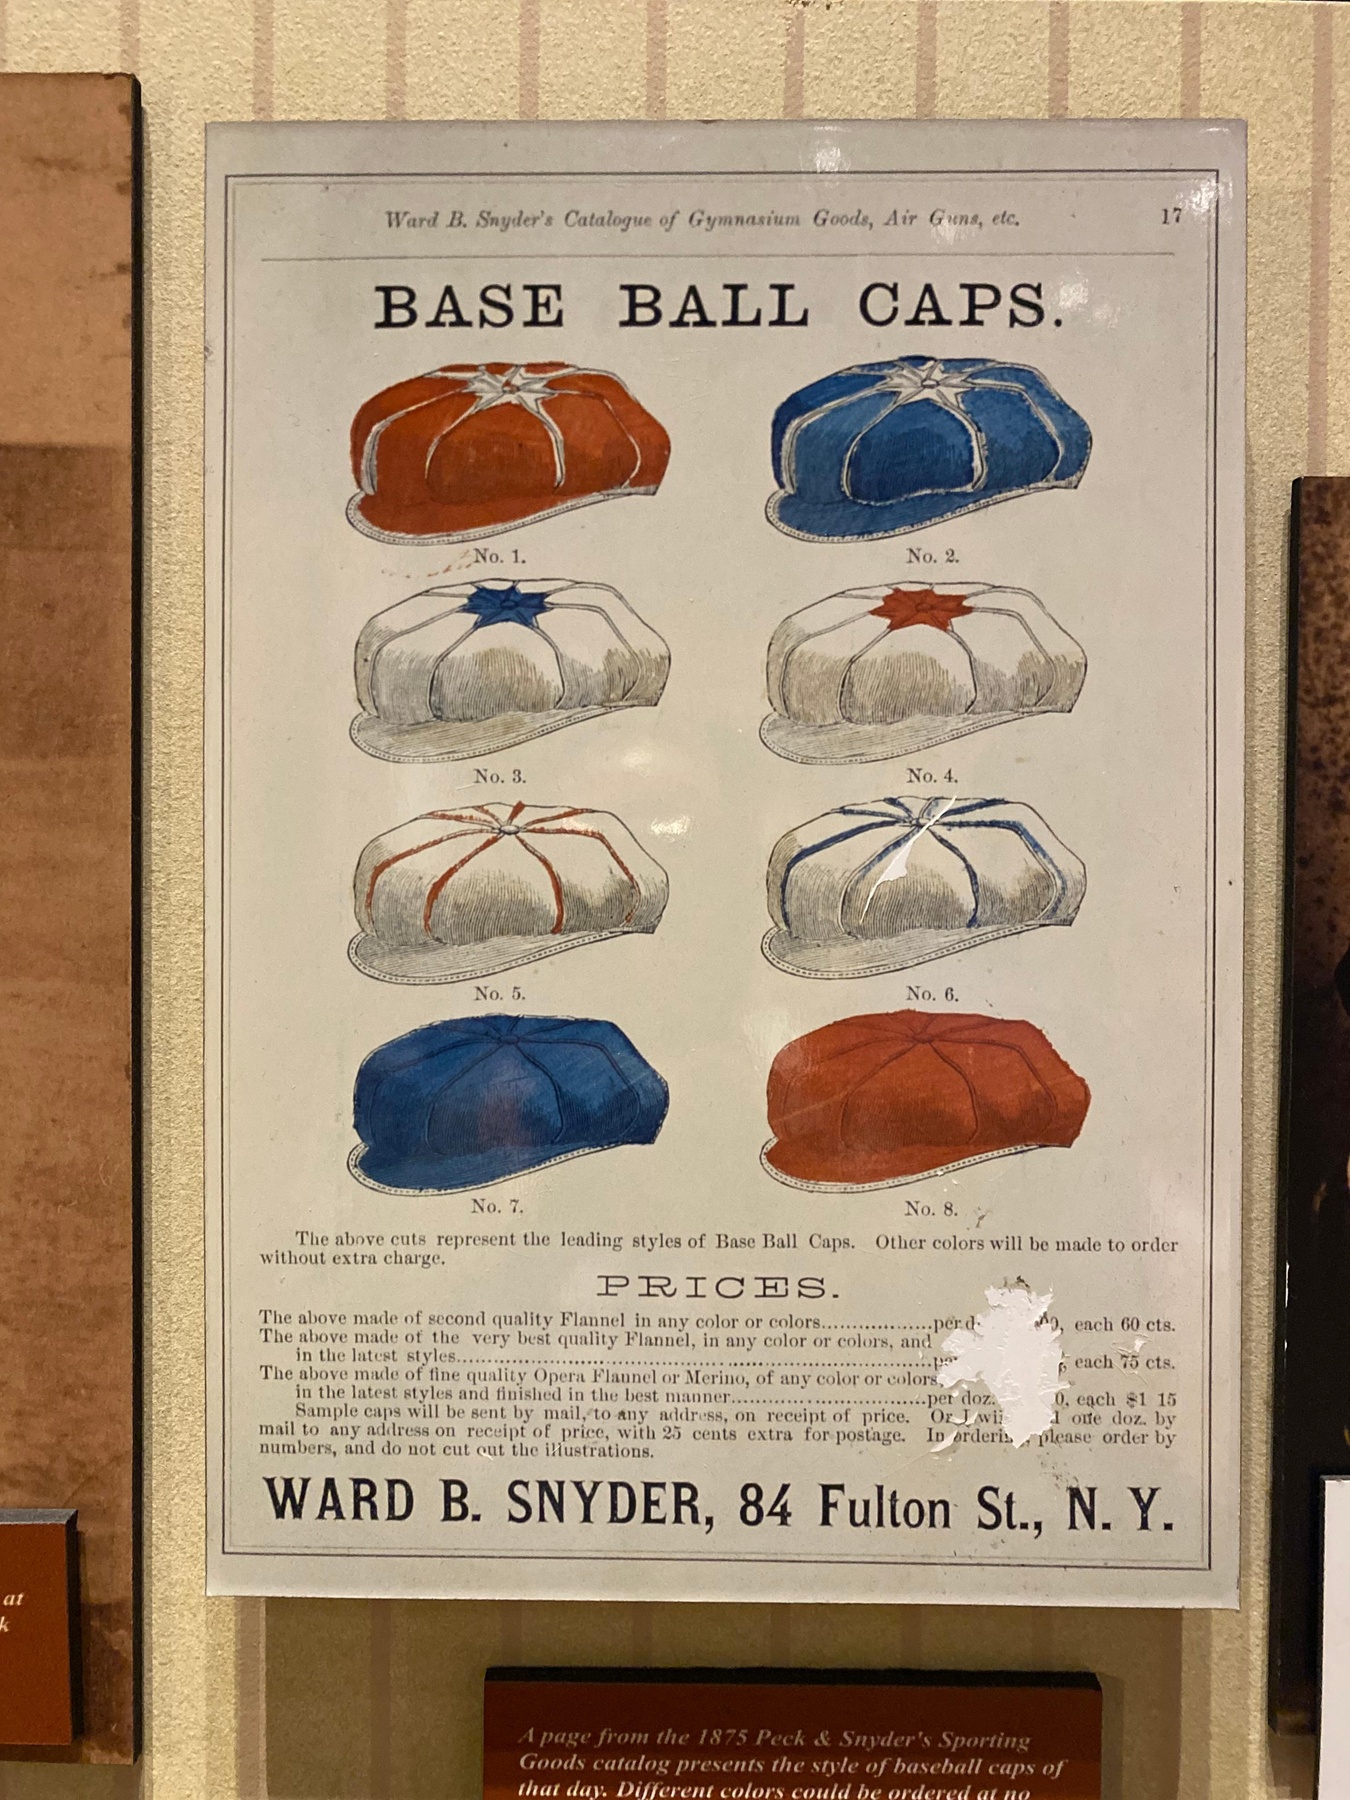 Ward B. Snyder's Catalogue of Gymnasium Goods, Air Guns, etc. 17
BASE BALL CAPS.
No. 1. No. 2.
No. 3. No. 4.
No. 5. No. 6.
No. 7. No. 8.
The above cuts represent the leading styles of Base Ball Caps. Other colors will be made to order
without extra charge.
PRICES.
The above made of second quality Flannel in any color or colors..................per each 60 cts.
The above made of the very best quality Flannel, in any color or colors, and
in the latest styles.................................................................. each 75 cts.
The above made of fine quality Opera Flannel or Merino, of any color or colors,
in the latest styles and finished in the best manner.......................per doz. each $1 15
Sample caps will be sent by mail, to any address, on receipt of price. Or I one doz. by
mail to any address on receipt of price, with 25 cents extra for postage. In please order by
numbers, and do not cut out the illustrations.
WARD B. SNYDER, 84 Fulton St., N. Y.
at
A page from the 1875 Peck & Snyder's Sporting
Goods catalog presents the style of baseball caps of
that day. Different colors could be ordered at no